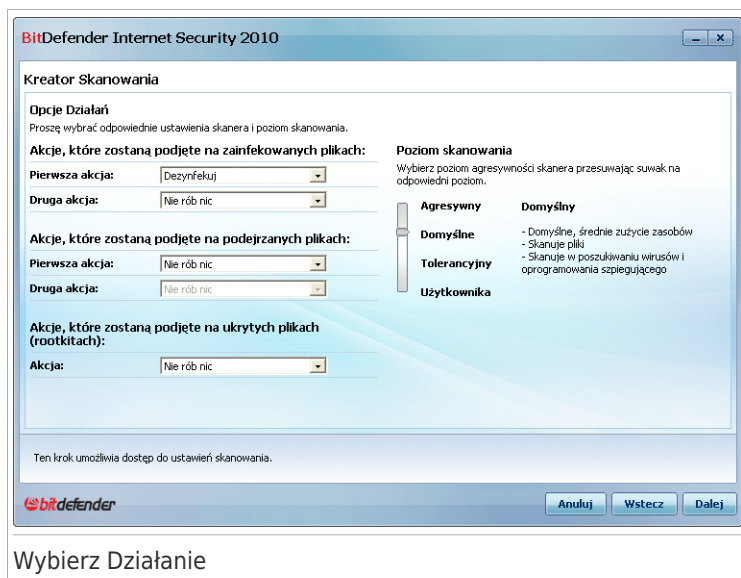 BitDefender Internet Security 2010
Kreator Skanowania
Opcje Działań
Proszę wybrać odpowiednie ustawienia skanera i poziom skanowania.
Akcje, które zostaną podjęte na zainfekowanych plikach:
Pierwsza akcja: Dezynfekuj
Druga akcja: Nie rób nic
Akcje, które zostaną podjęte na podejrzanych plikach:
Pierwsza akcja: Nie rób nic
Druga akcja: Nie rób nic
Akcje, które zostaną podjęte na ukrytych plikach
(rootkitach):
Akcja: Nie rób nic
Poziom skanowania
Wybierz poziom agresywności skanera przesuwając suwak na
odpowiedni poziom.
Agresywny
Domyślne
Tolerancyjny
Użytkownika
Domyślny
- Domyślne, średnie zużycie zasobów
- Skanuje pliki
- Skanuje w poszukiwaniu wirusów i
oprogramowania szpiegującego
Ten krok umożliwia dostęp do ustawień skanowania.
bitdefender
Anuluj Wstecz Dalej
Wybierz Działanie